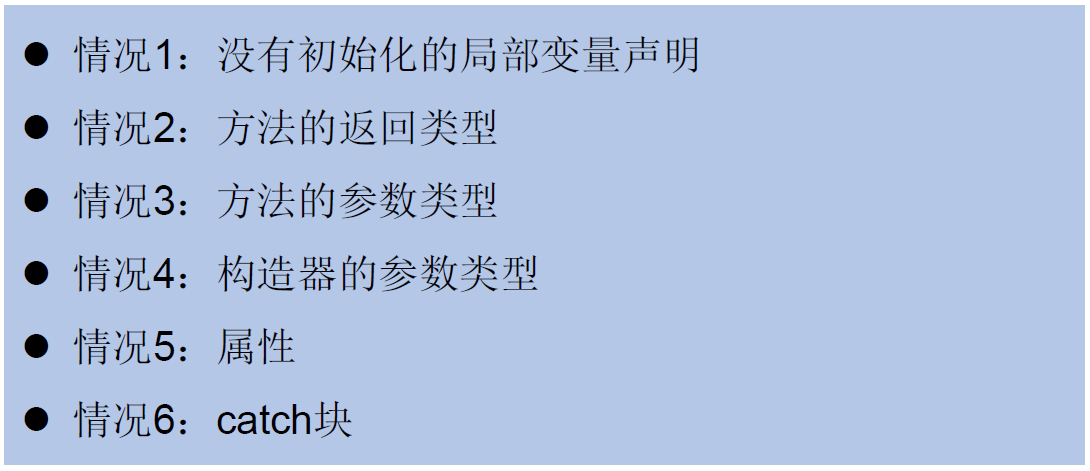 ● 情况1：没有初始化的局部变量声明
● 情况2：方法的返回类型
● 情况3：方法的参数类型
● 情况4：构造器的参数类型
● 情况5：属性
● 情况6：catch块